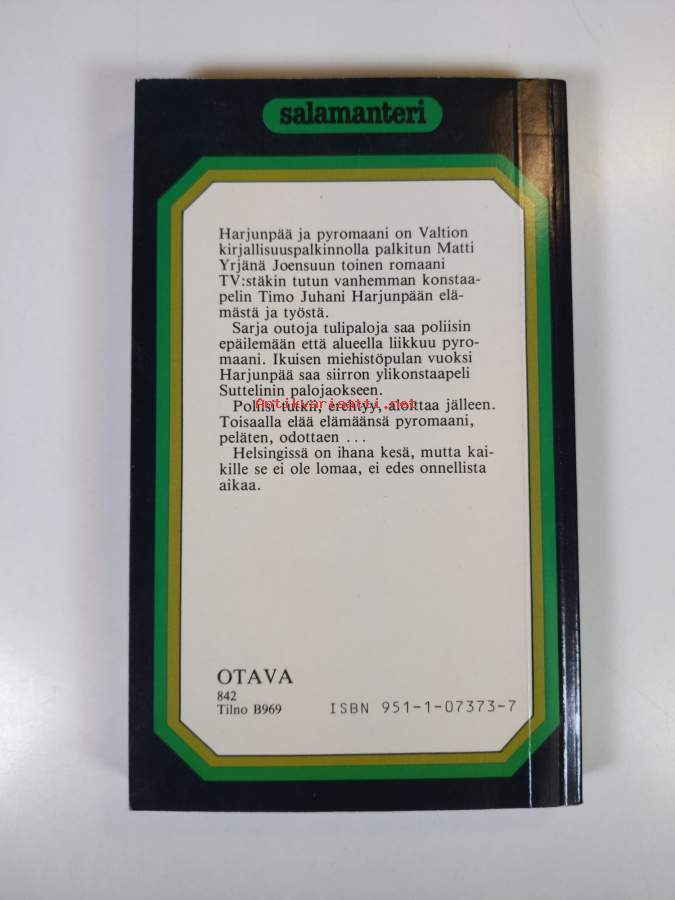 salamanteri
Harjunpää ja pyromaani on Valtion
kirjallisuuspalkinnolla palkitun Matti
Yrjänä Joensuun toinen romaani
TV:stäkin tutun vanhemman konstaa-
pelin Timo Juhani Harjunpään elä-
mästä ja työstä.
Sarja outoja tulipaloja saa poliisin
epäilemään että alueella liikkuu pyro-
maani. Ikuisen miehistöpulan vuoksi
Harjunpää saa siirron ylikonstaapeli
Suttelinin palojaokseen.
Poliisi tutkii, erehtyy, aloittaa jälleen.
Antikvariaatti.net
Toisaalla elää elämäänsä pyromaani,
peläten, odottaen ...
Helsingissä on ihana kesä, mutta kai-
kille se ei ole lomaa, ei edes onnellista
aikaa.
OTAVA
842
Tilno B969
ISBN 951-1-07373-7